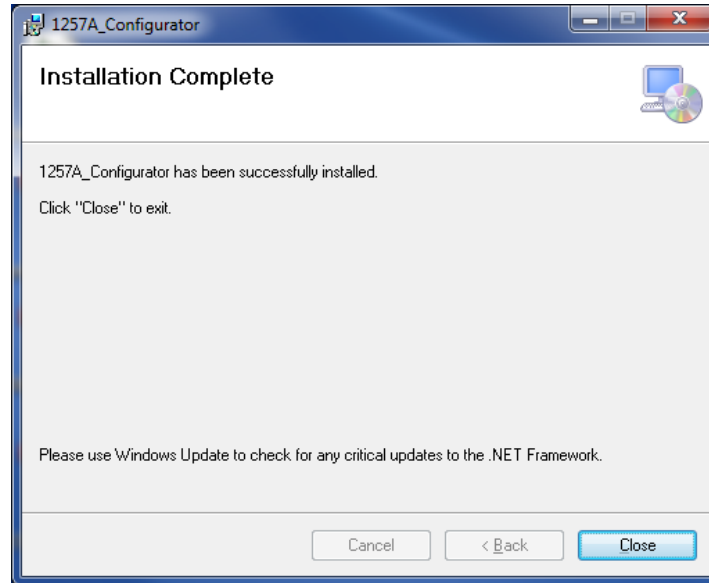 1257A_Configurator
Installation Complete
1257A_Configurator has been successfully installed.
Click "Close" to exit.
Please use Windows Update to check for any critical updates to the .NET Framework.
Cancel
< Back
Close